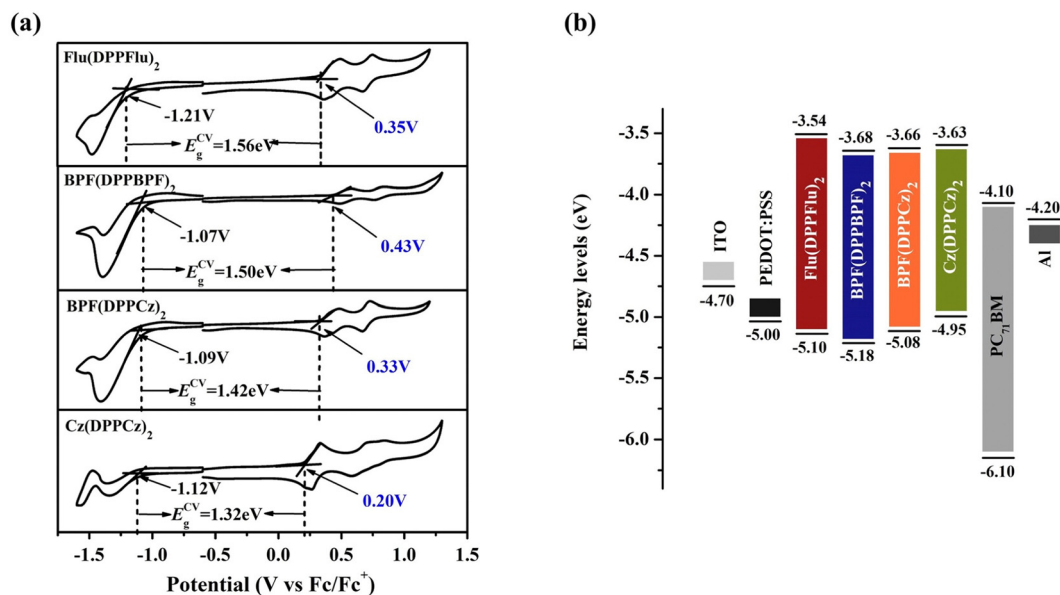 (a)
Flu(DPPFlu)₂
-1.21V
0.35V
E_g^CV=1.56eV
BPF(DPPBPF)₂
-1.07V
0.43V
E_g^CV=1.50eV
BPF(DPPCz)₂
-1.09V
0.33V
E_g^CV=1.42eV
Cz(DPPCz)₂
-1.12V
0.20V
E_g^CV=1.32eV
-1.5 -1.0 -0.5 0.0 0.5 1.0 1.5
Potential (V vs Fc/Fc⁺)
(b)
Energy levels (eV)
-3.5
-4.0
-4.5
-5.0
-5.5
-6.0
ITO
-4.70
PEDOT:PSS
-5.00
-3.54
Flu(DPPFlu)₂
-5.10
-3.68
BPF(DPPBPF)₂
-5.18
-3.66
BPF(DPPCz)₂
-5.08
-3.63
Cz(DPPCz)₂
-4.95
-4.10
PC₇₁BM
-6.10
-4.20
Al